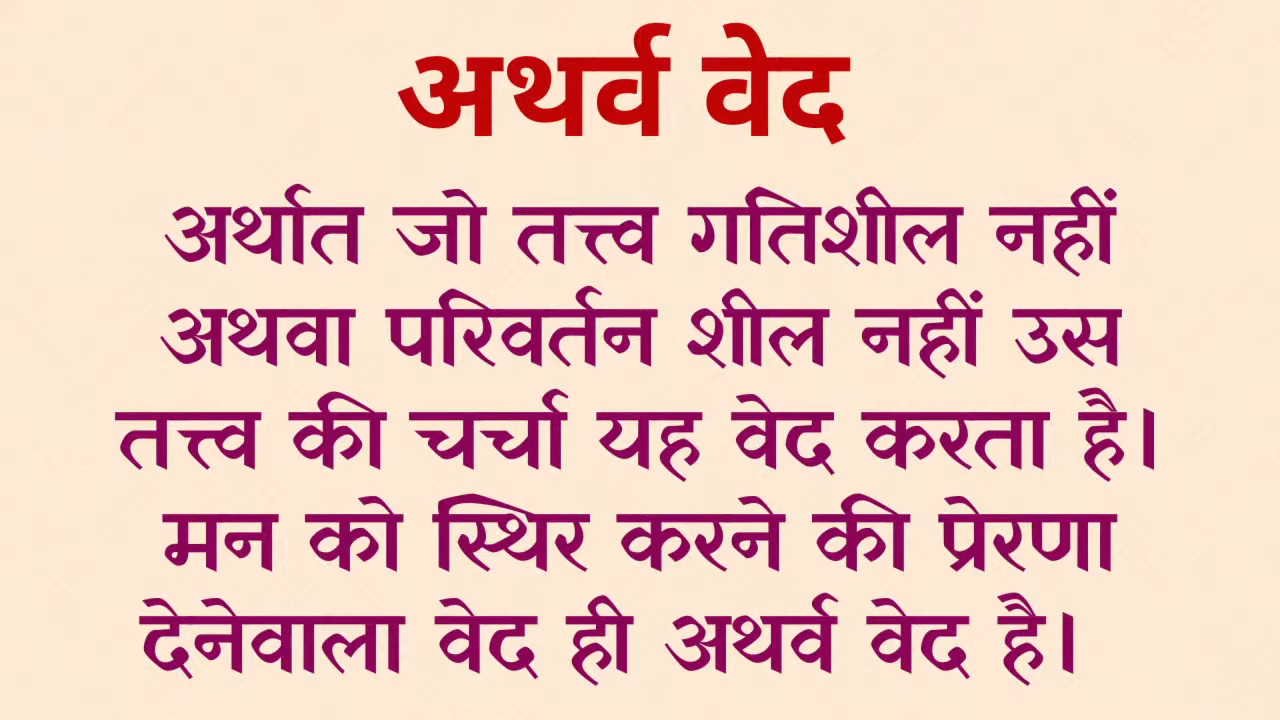 अथर्व वेद
अर्थात जो तत्त्व गतिशील नहीं
अथवा परिवर्तन शील नहीं उस
तत्त्व की चर्चा यह वेद करता है।
मन को स्थिर करने की प्रेरणा
देनेवाला वेद ही अथर्व वेद है।